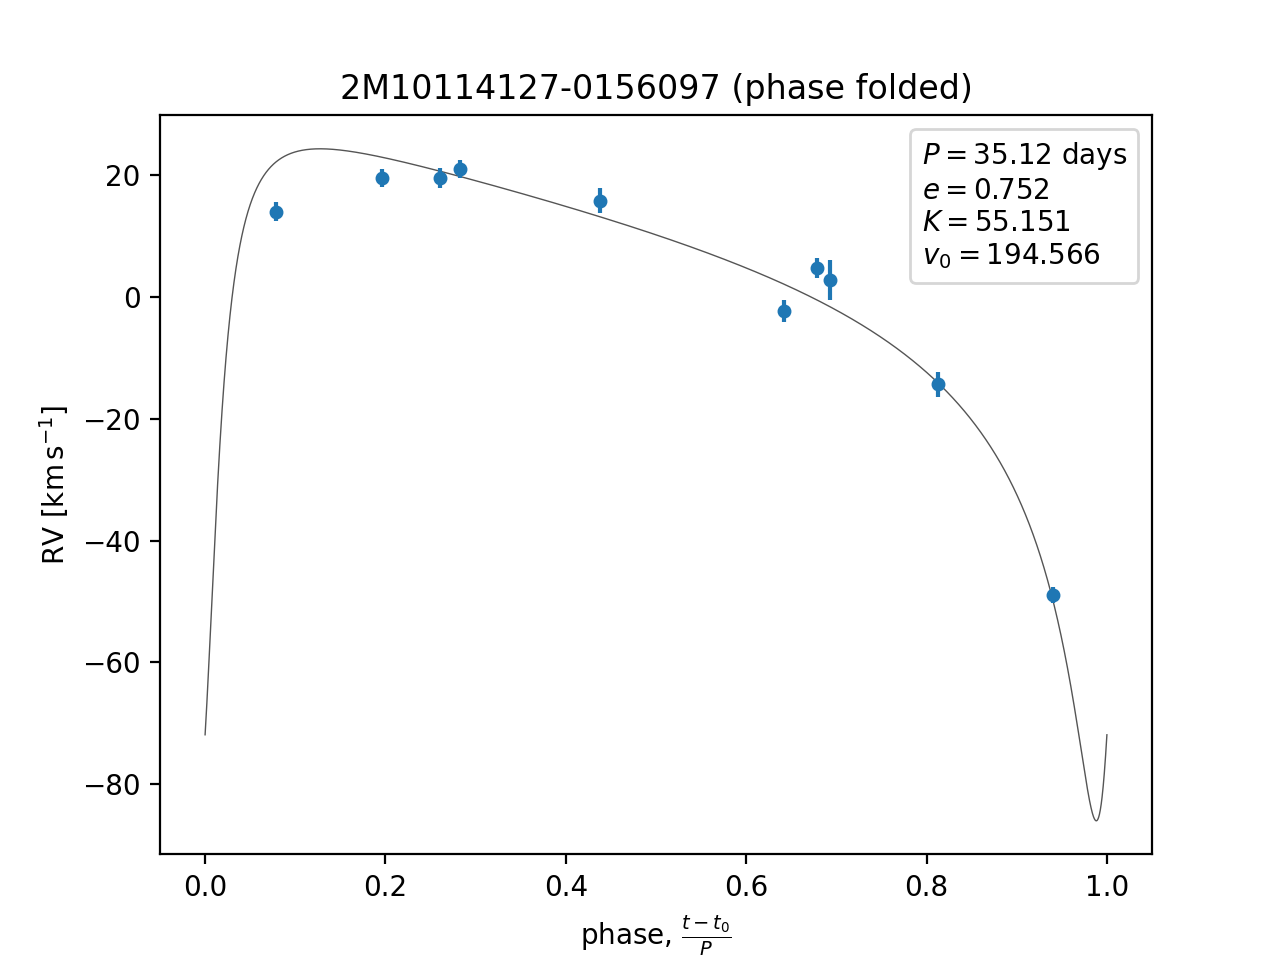 2M10114127-0156097 (phase folded)
P = 35.12 days
e = 0.752
K = 55.151
v₀ = 194.566
20
0
−20
−40
−60
−80
RV [km s⁻¹]
0.0 0.2 0.4 0.6 0.8 1.0
phase, (t − t₀)/P